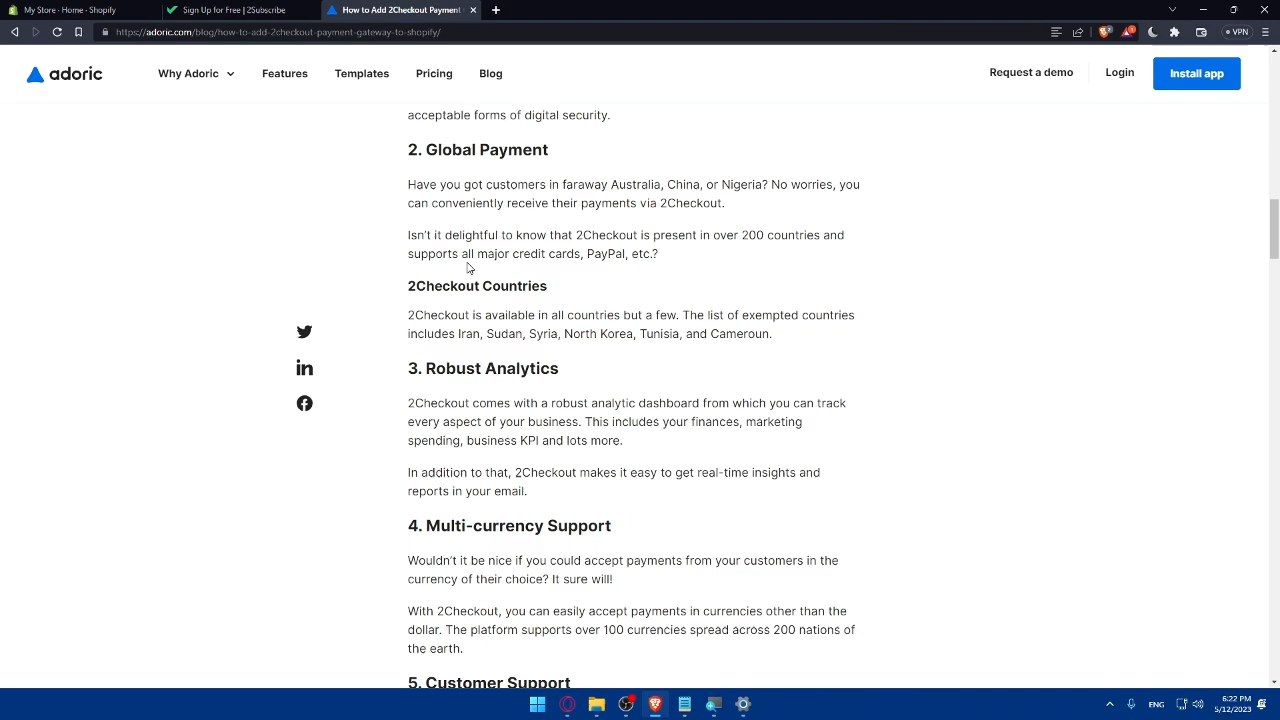 My Store - Home - Shopify
Sign Up for Free | 2Subscribe
How to Add 2Checkout Payment
https://adoric.com/blog/how-to-add-2checkout-payment-gateway-to-shopify/
VPN
adoric
Why Adoric
Features
Templates
Pricing
Blog
Request a demo
Login
Install app
acceptable forms of digital security.
2. Global Payment
Have you got customers in faraway Australia, China, or Nigeria? No worries, you
can conveniently receive their payments via 2Checkout.
Isn't it delightful to know that 2Checkout is present in over 200 countries and
supports all major credit cards, PayPal, etc.?
2Checkout Countries
2Checkout is available in all countries but a few. The list of exempted countries
includes Iran, Sudan, Syria, North Korea, Tunisia, and Cameroun.
3. Robust Analytics
2Checkout comes with a robust analytic dashboard from which you can track
every aspect of your business. This includes your finances, marketing
spending, business KPI and lots more.
In addition to that, 2Checkout makes it easy to get real-time insights and
reports in your email.
4. Multi-currency Support
Wouldn't it be nice if you could accept payments from your customers in the
currency of their choice? It sure will!
With 2Checkout, you can easily accept payments in currencies other than the
dollar. The platform supports over 100 currencies spread across 200 nations of
the earth.
5. Customer Support
ENG
6:22 PM
5/12/2023